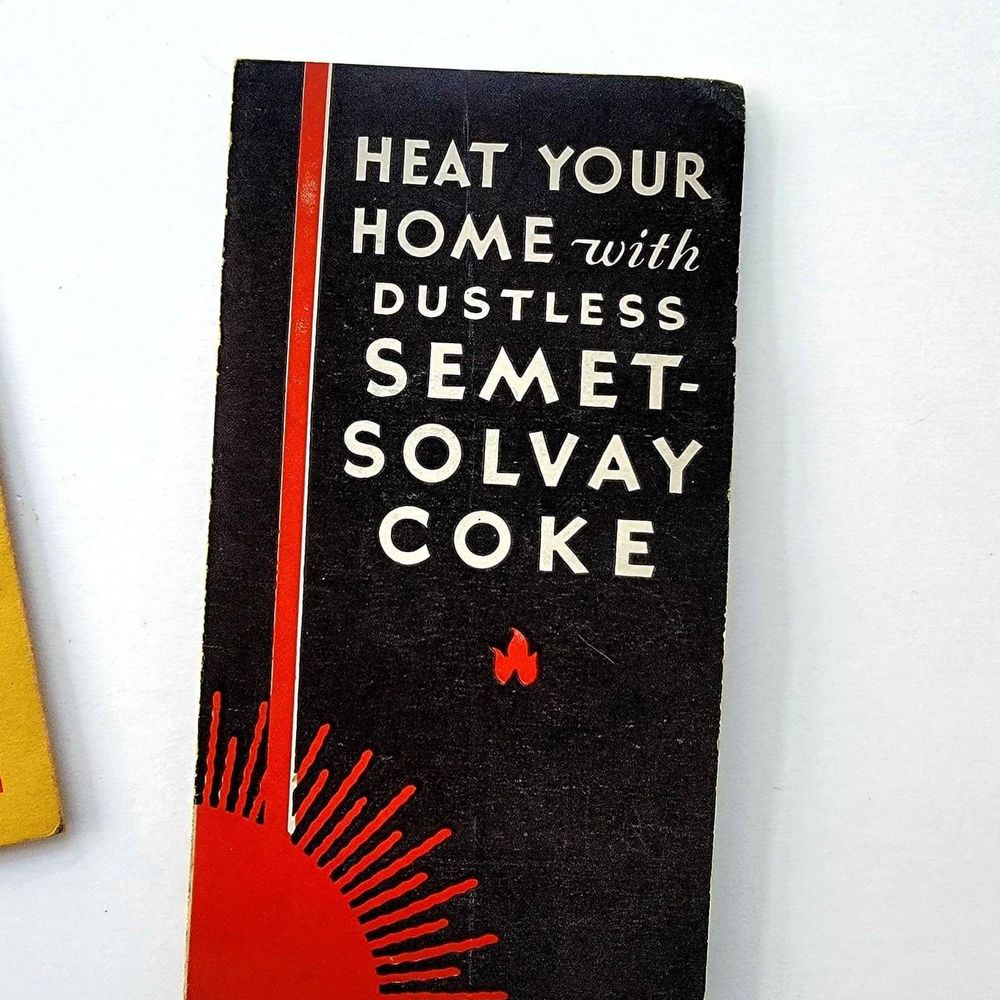 HEAT YOUR
HOME with
DUSTLESS
SEMET-
SOLVAY
COKE